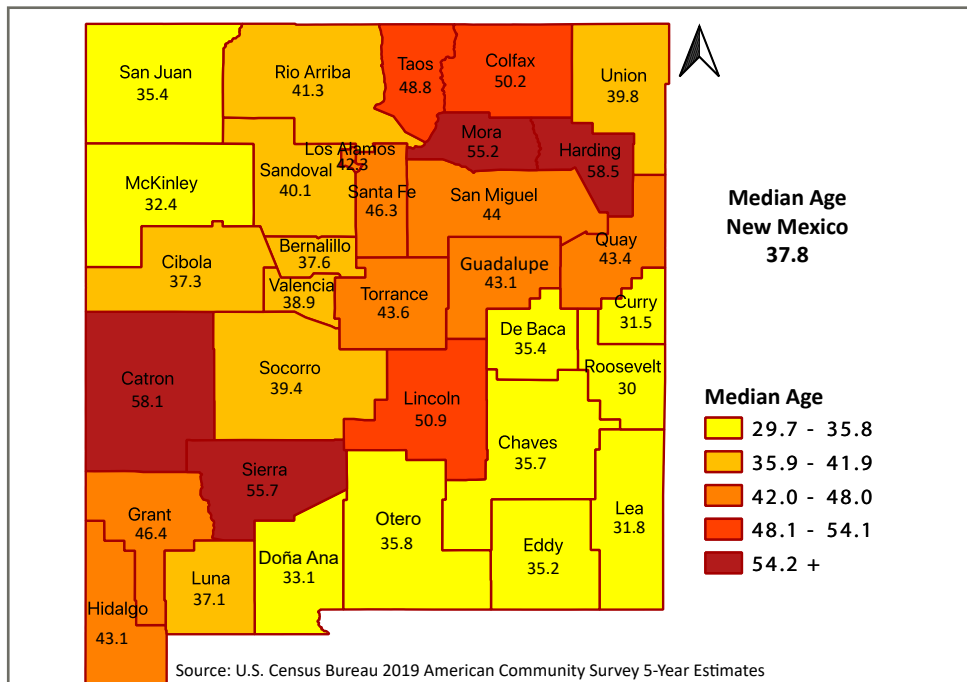 San Juan
35.4
Rio Arriba
41.3
Taos
48.8
Colfax
50.2
Union
39.8
Mora
55.2
Harding
58.5
Los Alamos
42.3
Sandoval
40.1
Santa Fe
46.3
San Miguel
44
McKinley
32.4
Quay
43.4
Bernalillo
37.6
Cibola
37.3
Valencia
38.9
Torrance
43.6
Guadalupe
43.1
Curry
31.5
De Baca
35.4
Roosevelt
30
Catron
58.1
Socorro
39.4
Lincoln
50.9
Chaves
35.7
Sierra
55.7
Grant
46.4
Otero
35.8
Lea
31.8
Eddy
35.2
Doña Ana
33.1
Luna
37.1
Hidalgo
43.1
Median Age
New Mexico
37.8
Median Age
29.7 - 35.8
35.9 - 41.9
42.0 - 48.0
48.1 - 54.1
54.2 +
Source: U.S. Census Bureau 2019 American Community Survey 5-Year Estimates